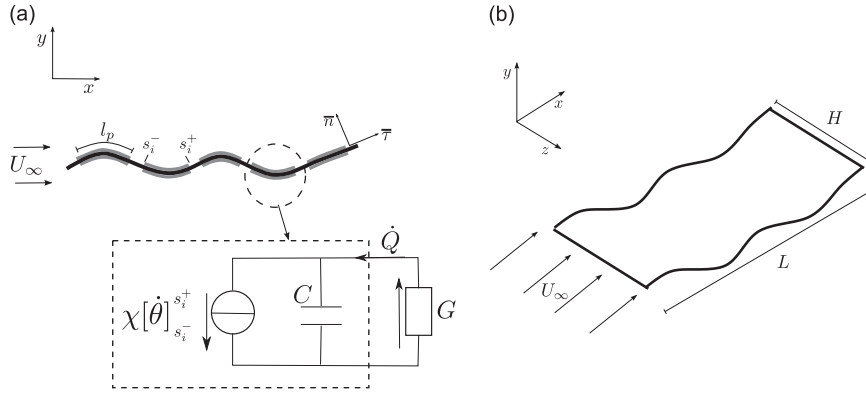 (a)
y
x
l_p
s_i^-
s_i^+
n̅
τ̅
U_∞
Q̇
C
χ[θ̇]_{s_i^-}^{s_i^+}
G
(b)
y
x
z
H
L
U_∞